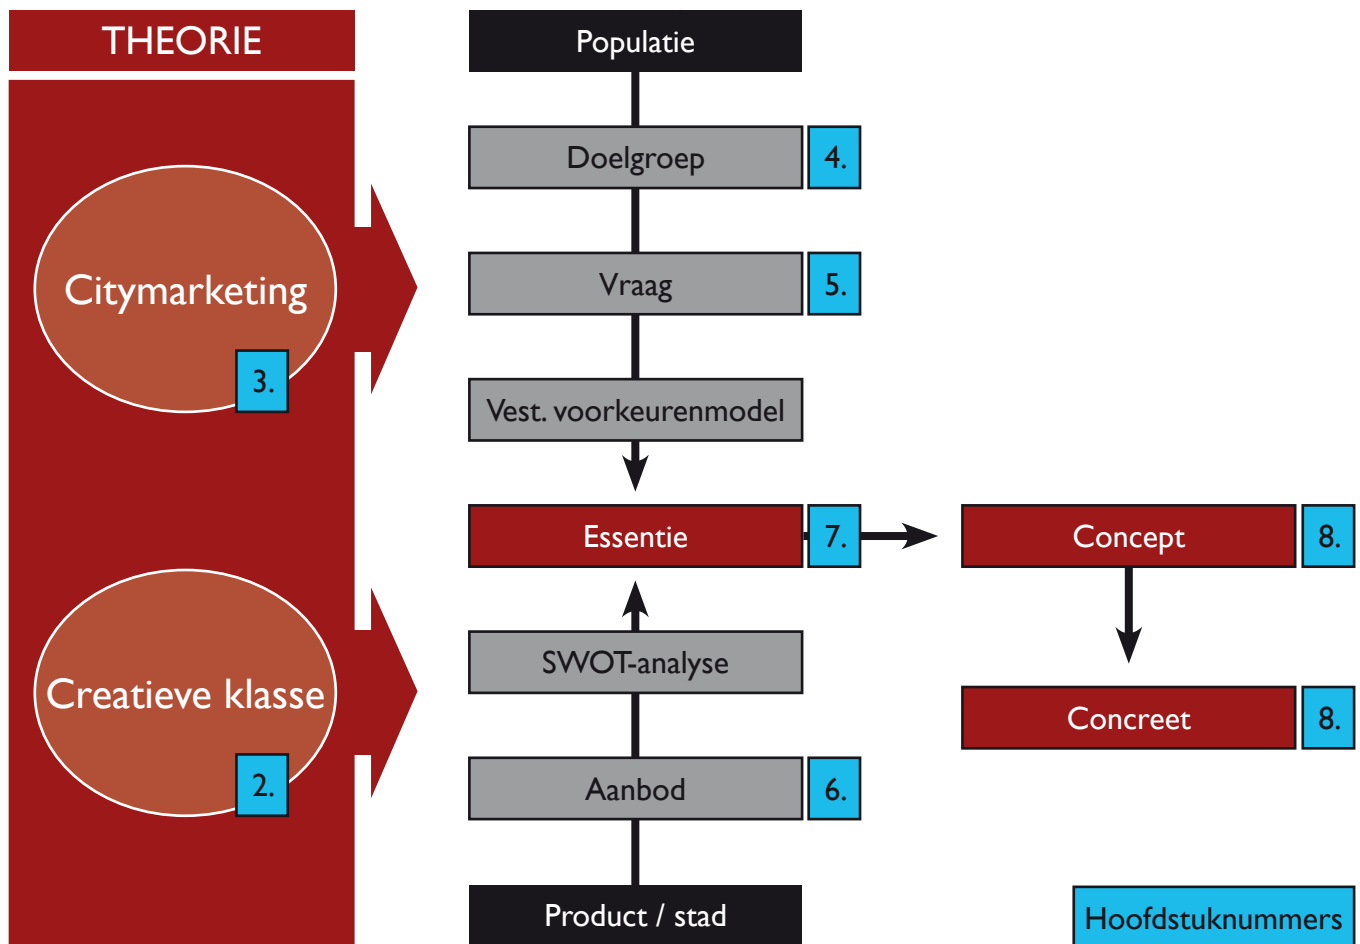 THEORIE
Citymarketing
3.
Creatieve klasse
2.
Populatie
Doelgroep
4.
Vraag
5.
Vest. voorkeurenmodel
Essentie
7.
SWOT-analyse
Aanbod
6.
Product / stad
Concept
8.
Concreet
8.
Hoofdstuknummers